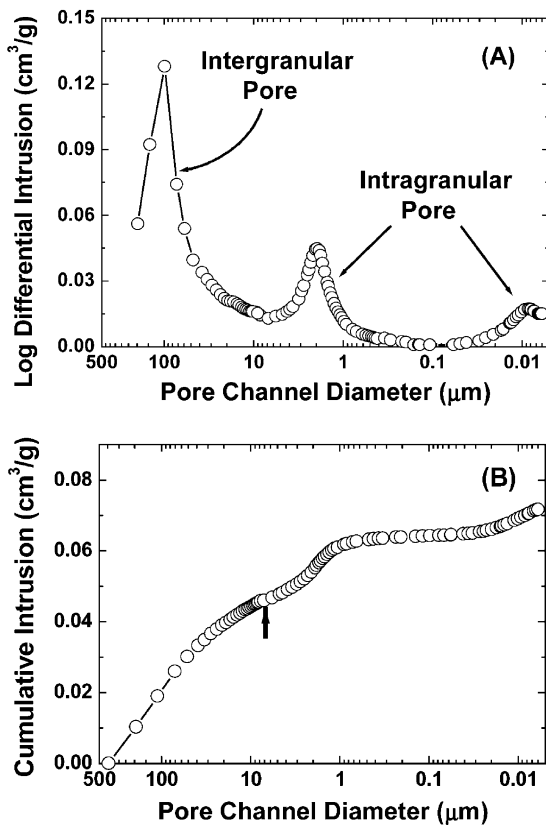 (A)
Log Differential Intrusion (cm³/g)
0.15
0.12
0.09
0.06
0.03
0.00
Intergranular
Pore
Intragranular
Pore
500 100 10 1 0.1 0.01
Pore Channel Diameter (μm)
(B)
Cumulative Intrusion (cm³/g)
0.08
0.06
0.04
0.02
0.00
500 100 10 1 0.1 0.01
Pore Channel Diameter (μm)